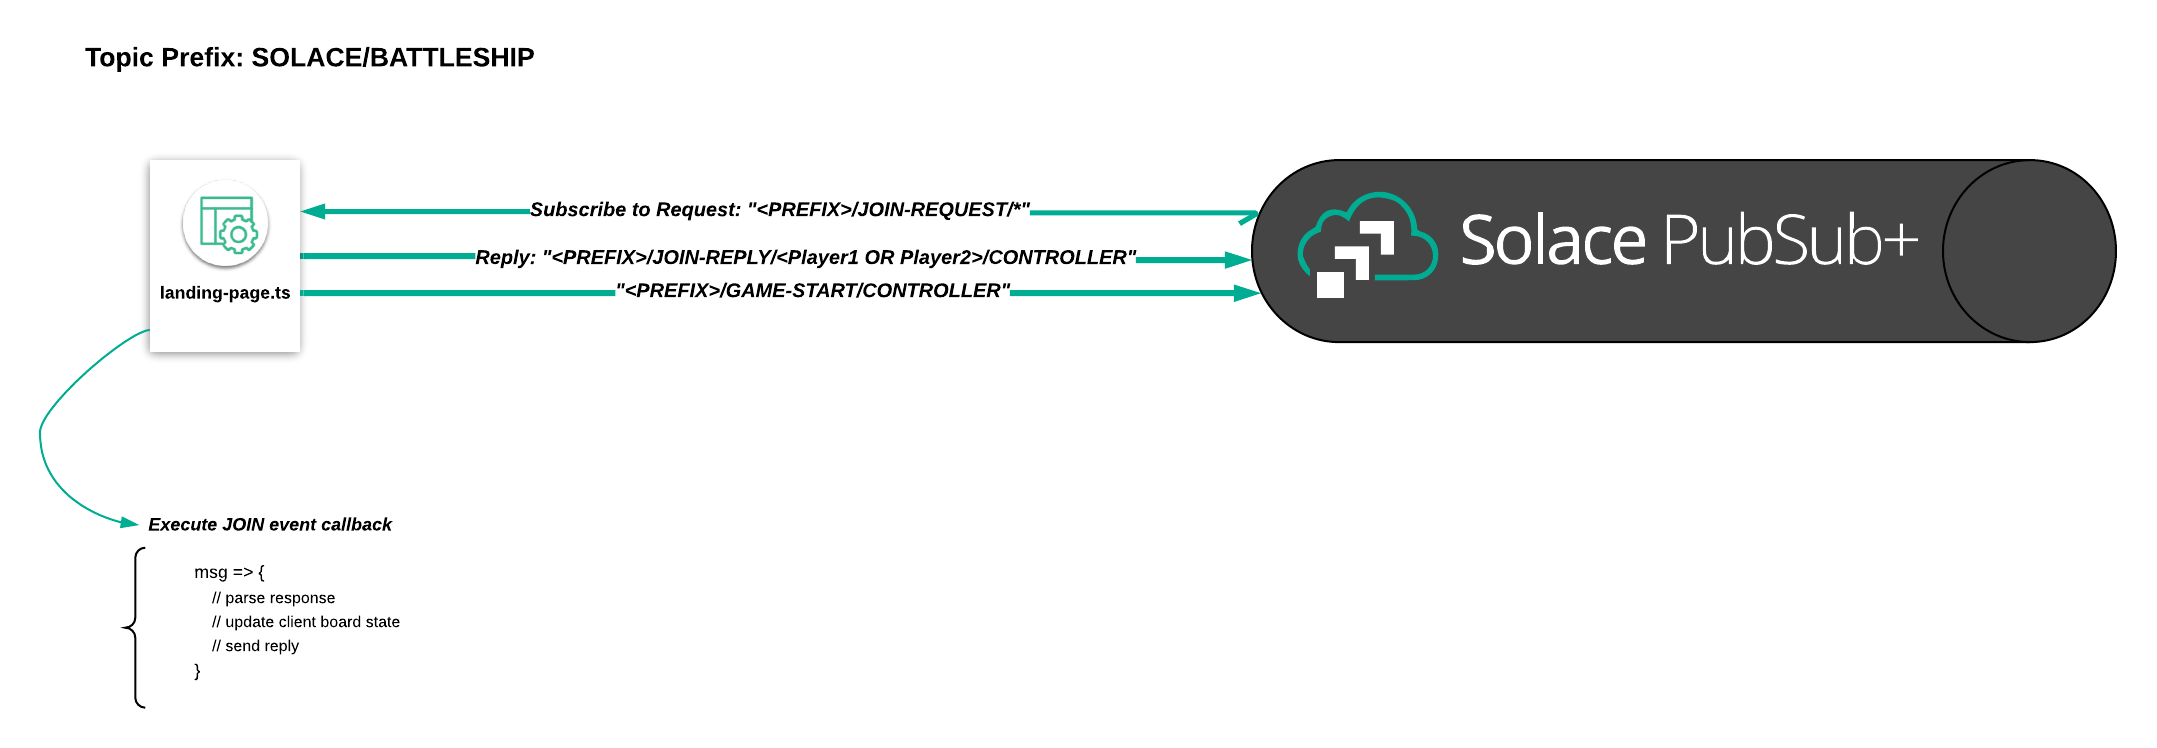 Topic Prefix: SOLACE/BATTLESHIP
Subscribe to Request: "<PREFIX>/JOIN-REQUEST/*"
Reply: "<PREFIX>/JOIN-REPLY/<Player1 OR Player2>/CONTROLLER"
"<PREFIX>/GAME-START/CONTROLLER"
landing-page.ts
Solace PubSub+
Execute JOIN event callback
msg => {
// parse response
// update client board state
// send reply
}